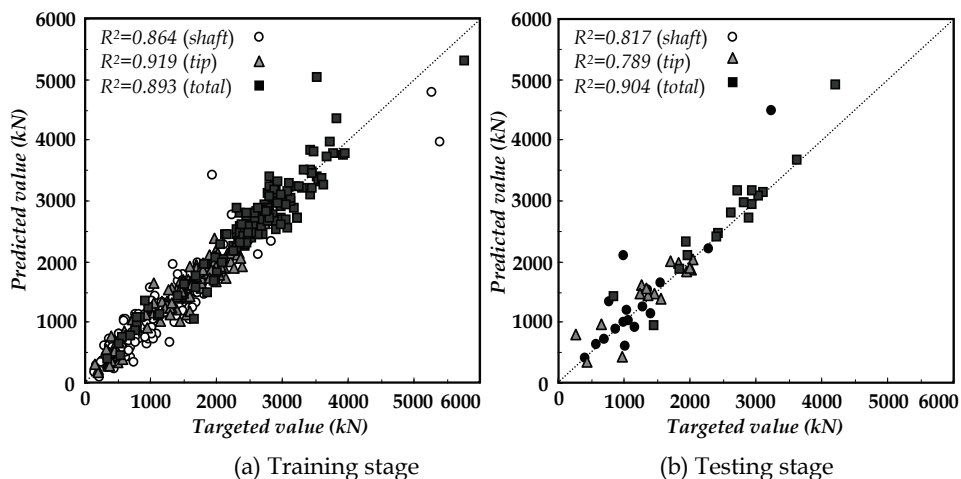 R²=0.864 (shaft)
R²=0.919 (tip)
R²=0.893 (total)
Predicted value (kN)
6000
5000
4000
3000
2000
1000
0
0 1000 2000 3000 4000 5000 6000
Targeted value (kN)
(a) Training stage
R²=0.817 (shaft)
R²=0.789 (tip)
R²=0.904 (total)
Predicted value (kN)
6000
5000
4000
3000
2000
1000
0
0 1000 2000 3000 4000 5000 6000
Targeted value (kN)
(b) Testing stage